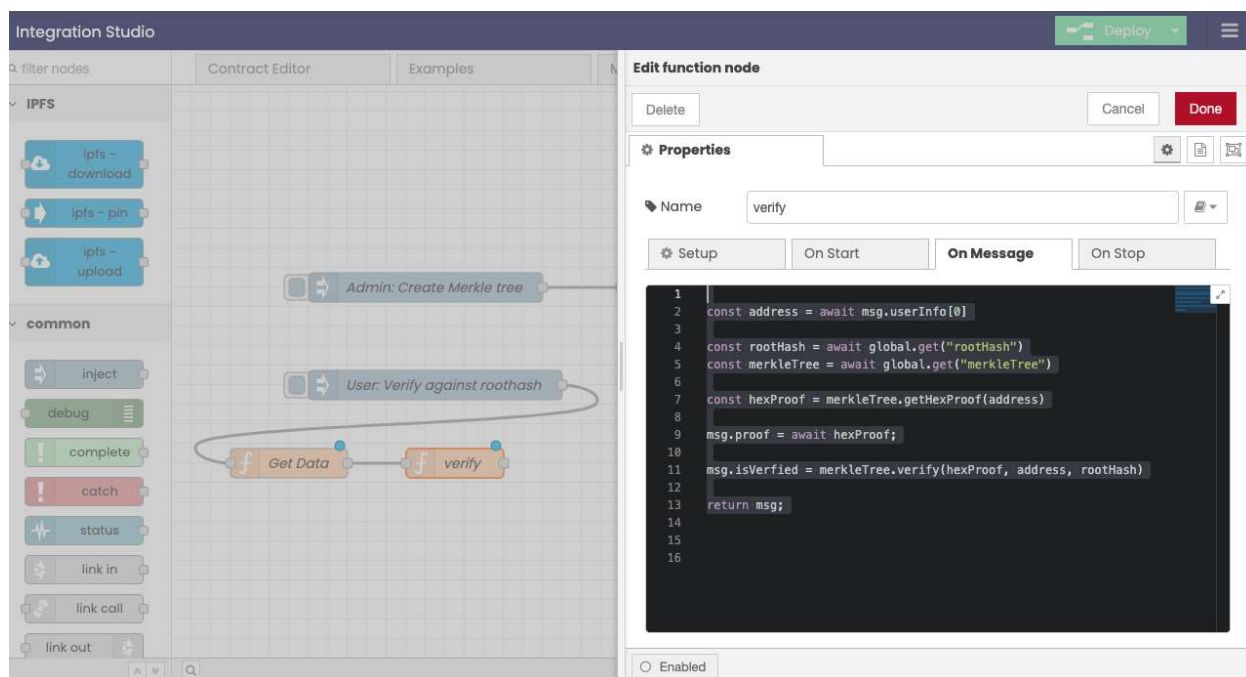 Integration Studio
Deploy
filter nodes
IPFS
ipfs -
download
ipfs - pin
ipfs -
upload
common
inject
debug
complete
catch
status
link in
link call
link out
Contract Editor
Examples
Admin: Create Merkle tree
User: Verify against roothash
Get Data
verify
Edit function node
Delete
Cancel
Done
Properties
Name
verify
Setup
On Start
On Message
On Stop
1
2 const address = await msg.userInfo[0]
3
4 const rootHash = await global.get("rootHash")
5 const merkleTree = await global.get("merkleTree")
6
7 const hexProof = merkleTree.getHexProof(address)
8
9 msg.proof = await hexProof;
10
11 msg.isVerfied = merkleTree.verify(hexProof, address, rootHash)
12
13 return msg;
14
15
16
Enabled